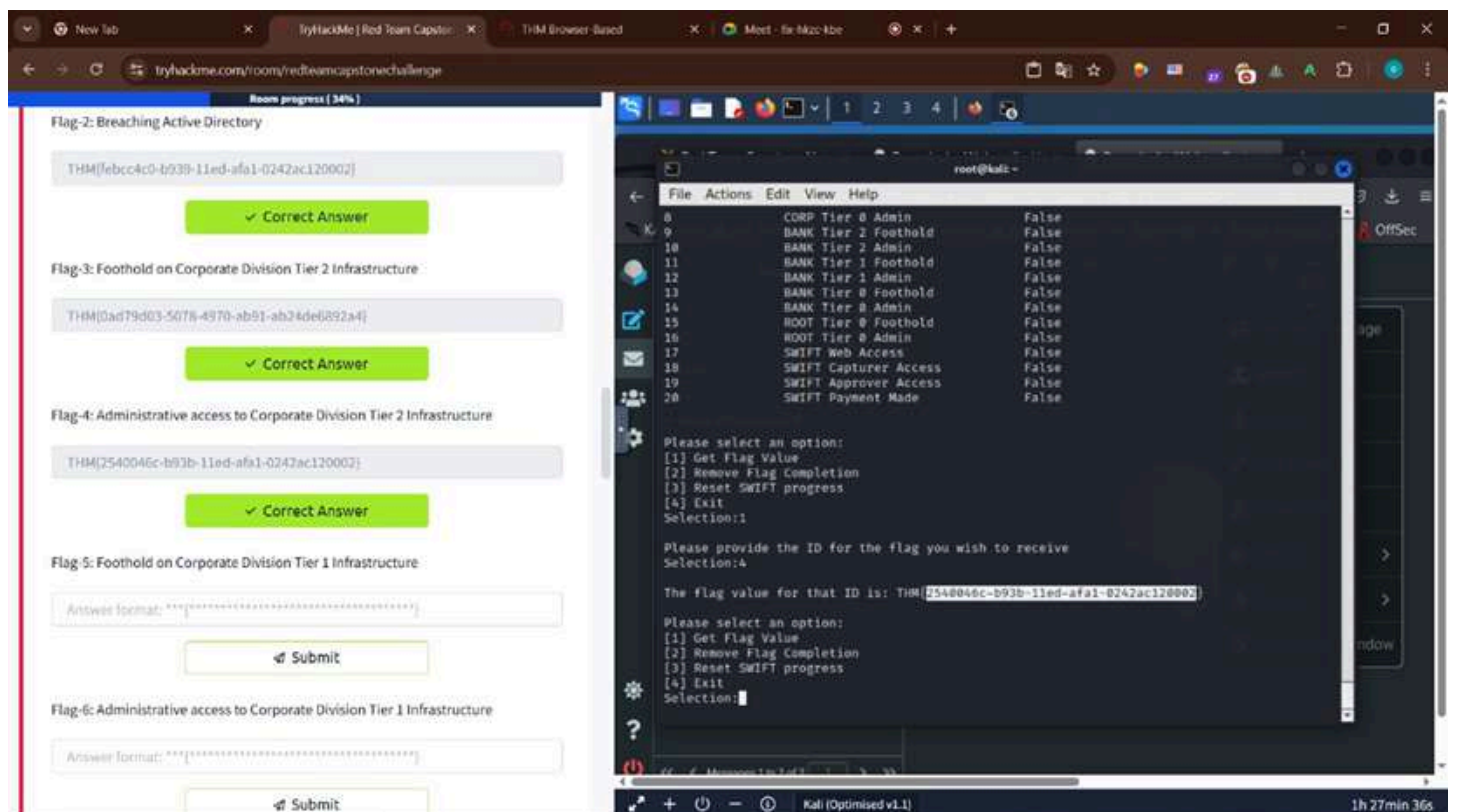 New Tab
TryHackMe | Red Team Capstone
THM Browser-Based
Meet -
tryhackme.com/room/redteamcapstonechallenge
27
Room progress ( 34% )
Flag-2: Breaching Active Directory
THM{febcc4c0-b939-11ed-afa1-0242ac120002}
✓ Correct Answer
Flag-3: Foothold on Corporate Division Tier 2 Infrastructure
THM{0ad79d03-5078-4970-ab91-ab24de6892a4}
✓ Correct Answer
Flag-4: Administrative access to Corporate Division Tier 2 Infrastructure
THM{2540046c-b93b-11ed-afa1-0242ac120002}
✓ Correct Answer
Flag-5: Foothold on Corporate Division Tier 1 Infrastructure
Answer format: ***{************************************}
Submit
Flag-6: Administrative access to Corporate Division Tier 1 Infrastructure
Answer format: ***{************************************}
Submit
1 2 3 4
root@kali: ~
File Actions Edit View Help
8 CORP Tier 0 Admin False
9 BANK Tier 2 Foothold False
10 BANK Tier 2 Admin False
11 BANK Tier 1 Foothold False
12 BANK Tier 1 Admin False
13 BANK Tier 0 Foothold False
14 BANK Tier 0 Admin False
15 ROOT Tier 0 Foothold False
16 ROOT Tier 0 Admin False
17 SWIFT Web Access False
18 SWIFT Capturer Access False
19 SWIFT Approver Access False
20 SWIFT Payment Made False
Please select an option:
[1] Get Flag Value
[2] Remove Flag Completion
[3] Reset SWIFT progress
[4] Exit
Selection:1
Please provide the ID for the flag you wish to receive
Selection:4
The flag value for that ID is: THM{2540046c-b93b-11ed-afa1-0242ac120002}
Please select an option:
[1] Get Flag Value
[2] Remove Flag Completion
[3] Reset SWIFT progress
[4] Exit
Selection:
OffSec
age
ndow
Messages 1 to 2 of 2
Kali (Optimised v1.1)
1h 27min 36s